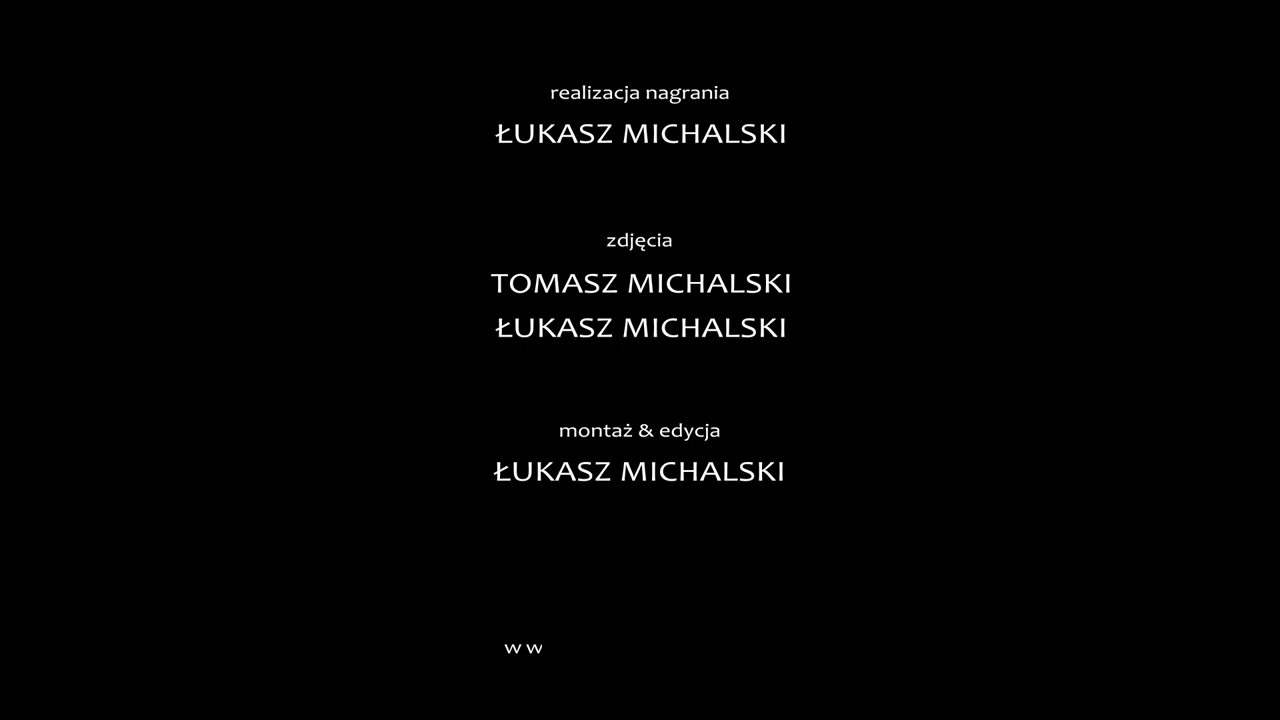 realizacja nagrania
ŁUKASZ MICHALSKI
zdjęcia
TOMASZ MICHALSKI
ŁUKASZ MICHALSKI
montaż & edycja
ŁUKASZ MICHALSKI
w w